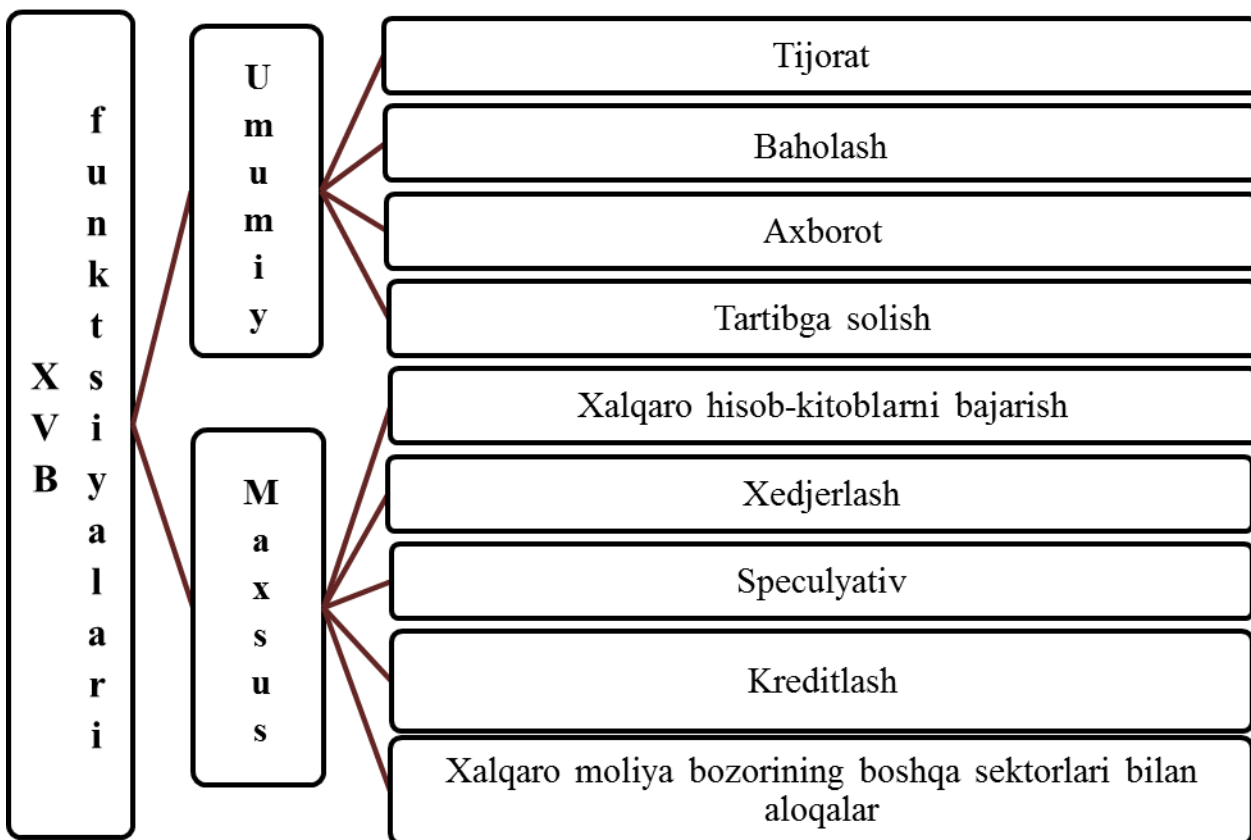 XVB
funktsiyalari
Umumiy
Tijorat
Baholash
Axborot
Tartibga solish
Maxsus
Xalqaro hisob-kitoblarni bajarish
Xedjerlash
Speculyativ
Kreditlash
Xalqaro moliya bozorining boshqa sektorlari bilan
aloqalar